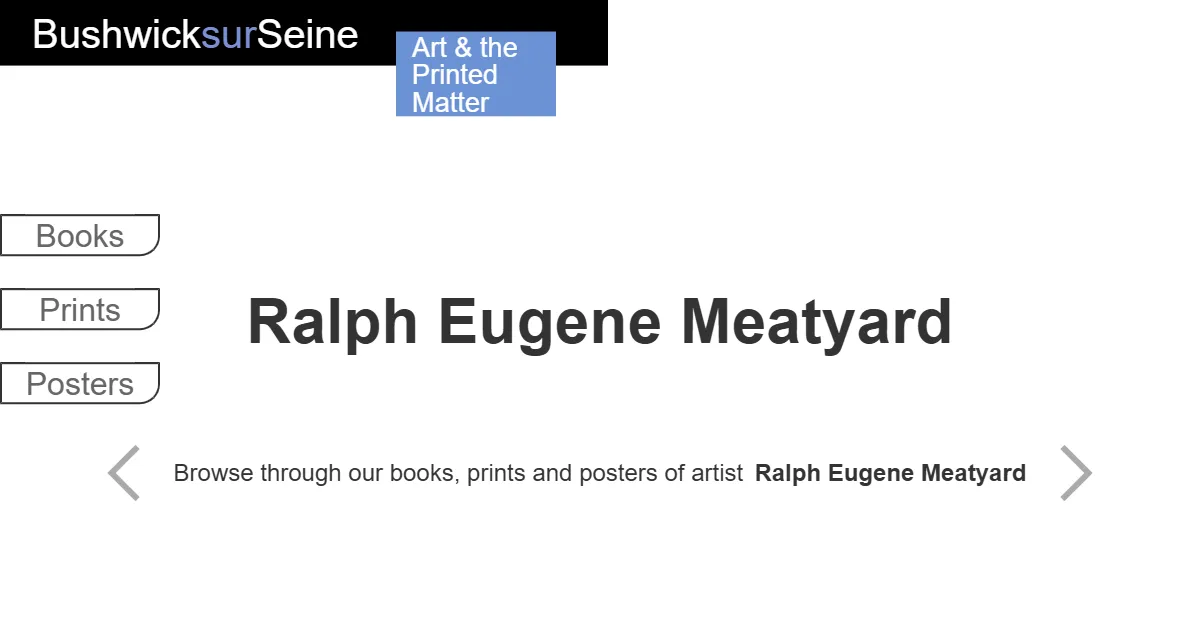 BushwicksurSeine
Art & the
Printed
Matter
Books
Prints
Posters
Ralph Eugene Meatyard
Browse through our books, prints and posters of artist Ralph Eugene Meatyard